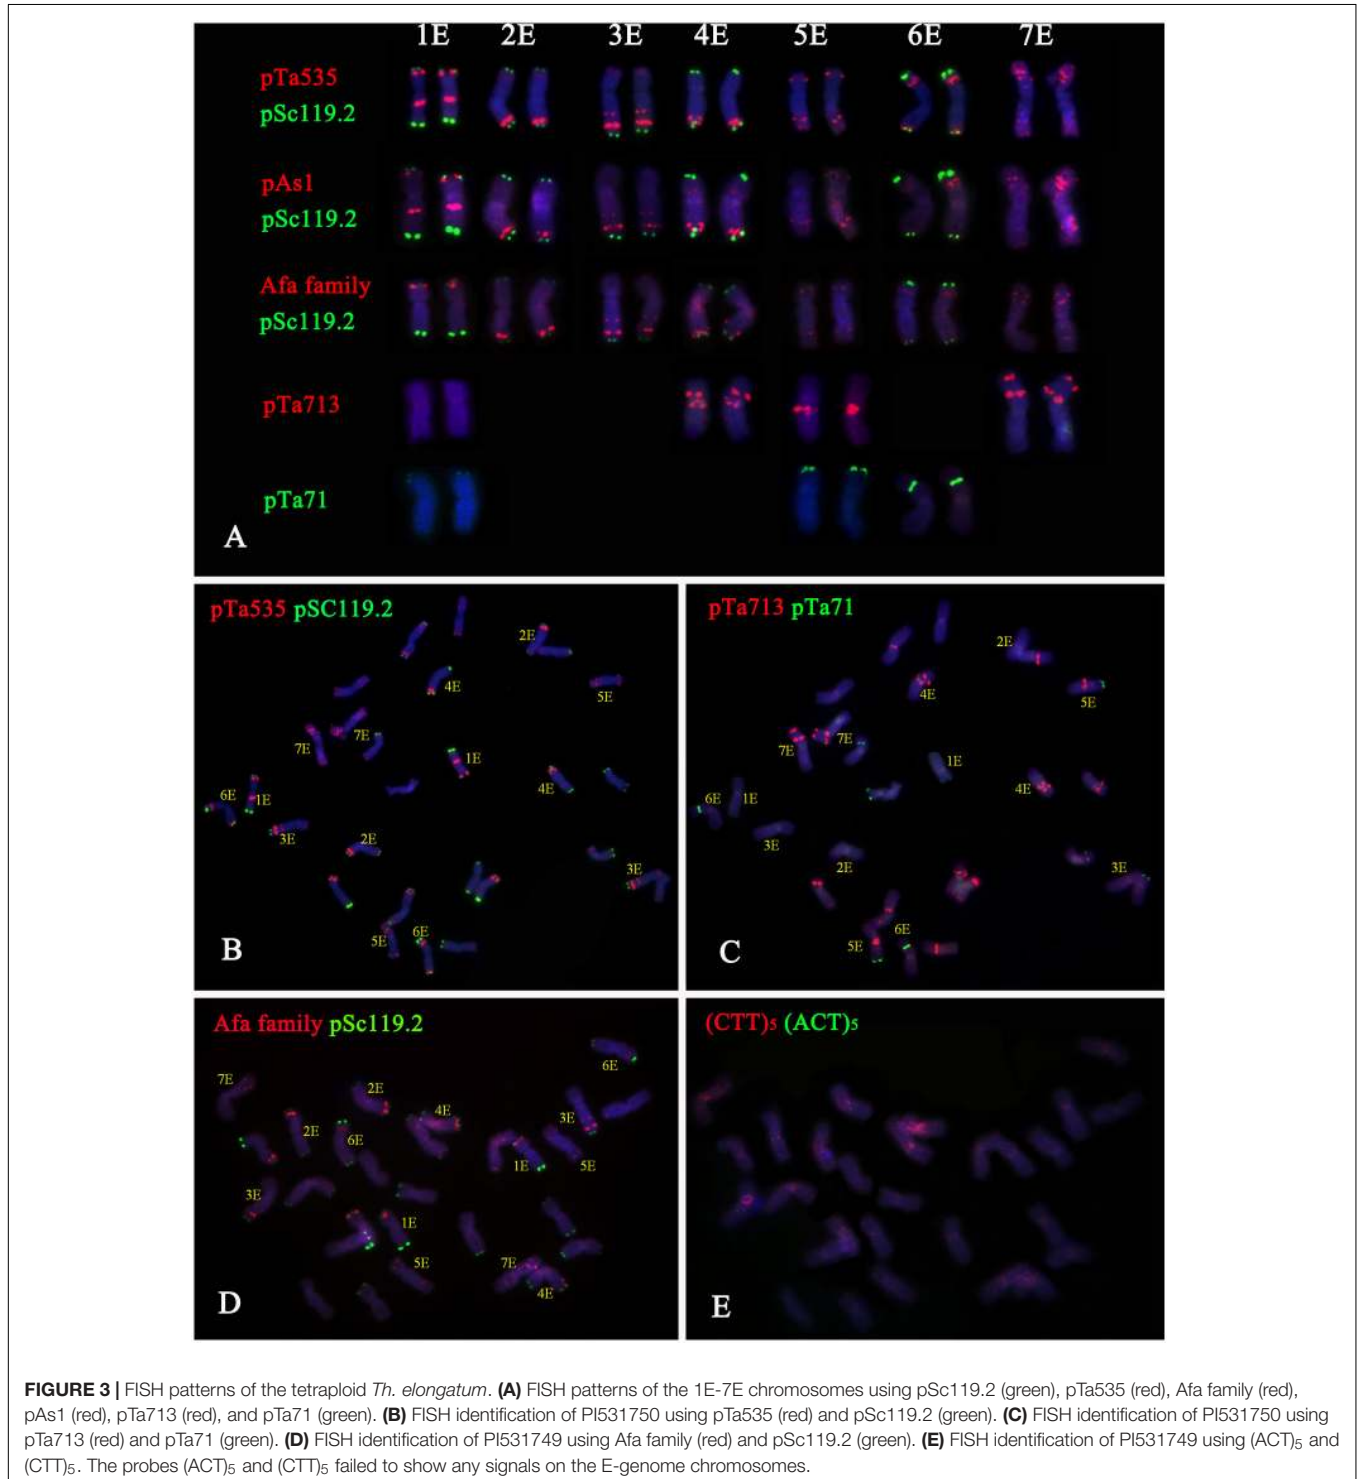 1E 2E 3E 4E 5E 6E 7E
pTa535
pSc119.2
pAs1
pSc119.2
Afa family
pSc119.2
pTa713
pTa71
A
pTa535 pSC119.2
2E
4E
5E
7E
7E
1E
4E
6E
1E
3E
2E
3E
5E
6E
B
pTa713 pTa71
2E
4E
5E
7E
7E
1E
4E
6E
1E
3E
2E
3E
5E
6E
C
Afa family pSc119.2
6E
7E
2E
4E
3E
2E
6E
1E
5E
3E
1E
5E
7E
4E
D
(CTT)₅ (ACT)₅
E
FIGURE 3 | FISH patterns of the tetraploid Th. elongatum. (A) FISH patterns of the 1E-7E chromosomes using pSc119.2 (green), pTa535 (red), Afa family (red),
pAs1 (red), pTa713 (red), and pTa71 (green). (B) FISH identification of PI531750 using pTa535 (red) and pSc119.2 (green). (C) FISH identification of PI531750 using
pTa713 (red) and pTa71 (green). (D) FISH identification of PI531749 using Afa family (red) and pSc119.2 (green). (E) FISH identification of PI531749 using (ACT)₅ and
(CTT)₅. The probes (ACT)₅ and (CTT)₅ failed to show any signals on the E-genome chromosomes.